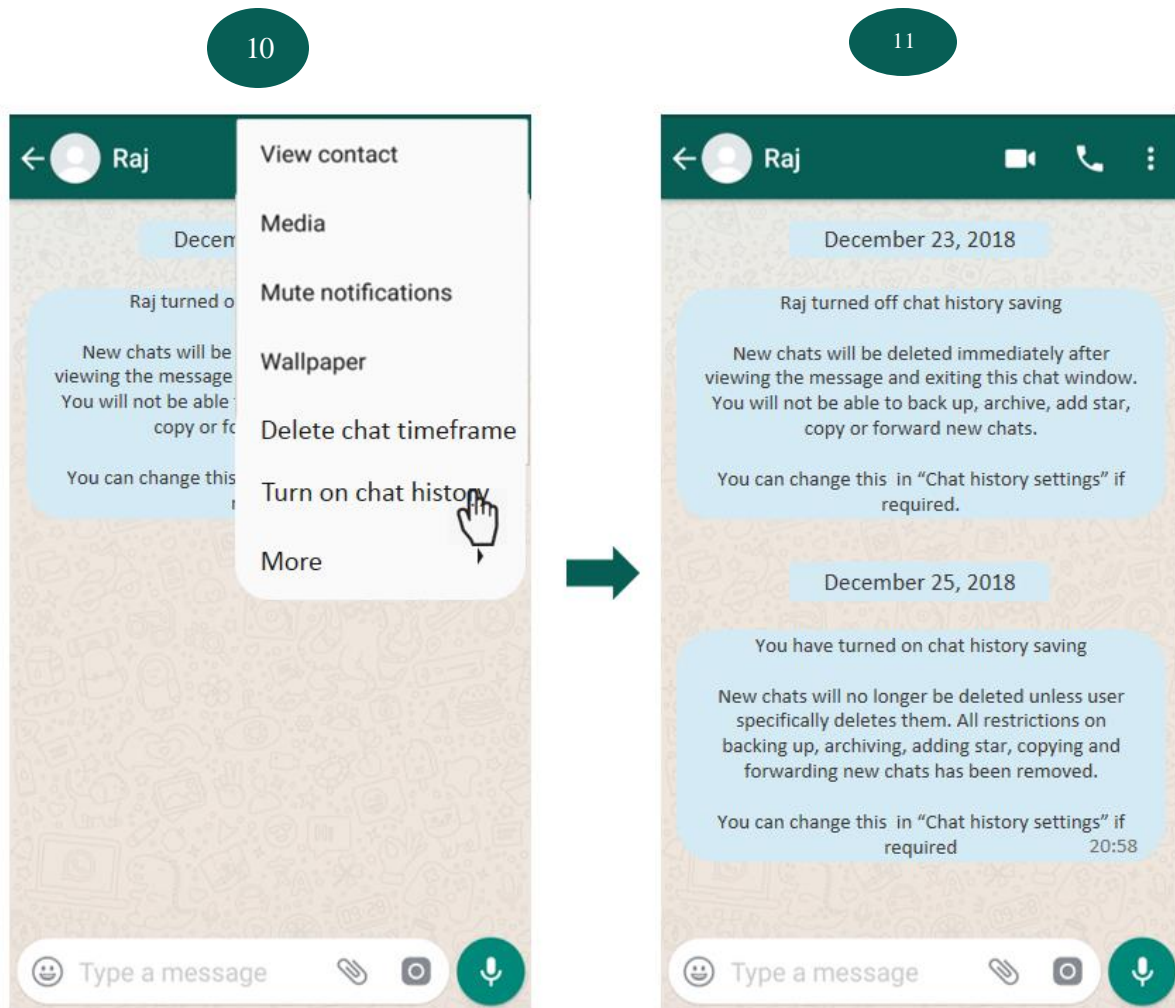 10
11
Raj
View contact
Media
Mute notifications
Wallpaper
Delete chat timeframe
Turn on chat history
More
Raj turned
New chats will be
viewing the message
You will not be able
copy or
You can change this
Type a message
Raj
December 23, 2018
Raj turned off chat history saving
New chats will be deleted immediately after
viewing the message and exiting this chat window.
You will not be able to back up, archive, add star,
copy or forward new chats.
You can change this in “Chat history settings” if
required.
December 25, 2018
You have turned on chat history saving
New chats will no longer be deleted unless user
specifically deletes them. All restrictions on
backing up, archiving, adding star, copying and
forwarding new chats has been removed.
You can change this in “Chat history settings” if
required
20:58
Type a message